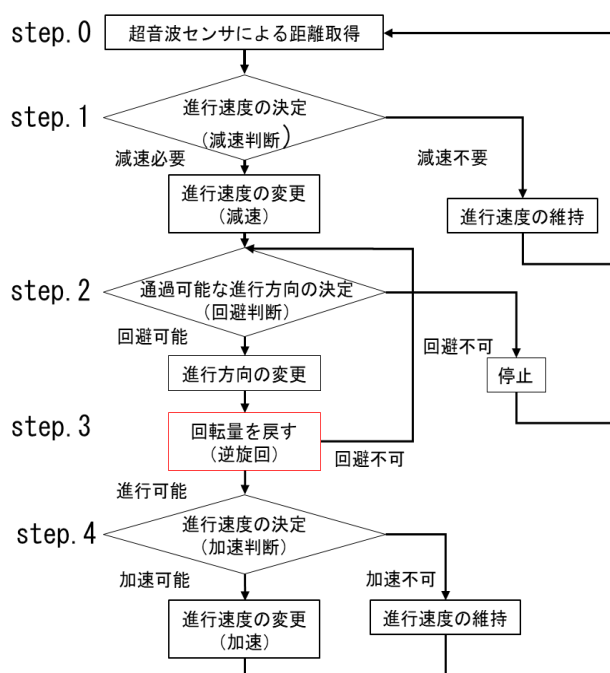 step.0
超音波センサによる距離取得
step.1
進行速度の決定
(減速判断)
減速必要
減速不要
進行速度の変更
(減速)
進行速度の維持
step.2
通過可能な進行方向の決定
(回避判断)
回避可能
回避不可
進行方向の変更
停止
step.3
回転量を戻す
(逆旋回)
回避不可
進行可能
step.4
進行速度の決定
(加速判断)
加速可能
加速不可
進行速度の変更
(加速)
進行速度の維持